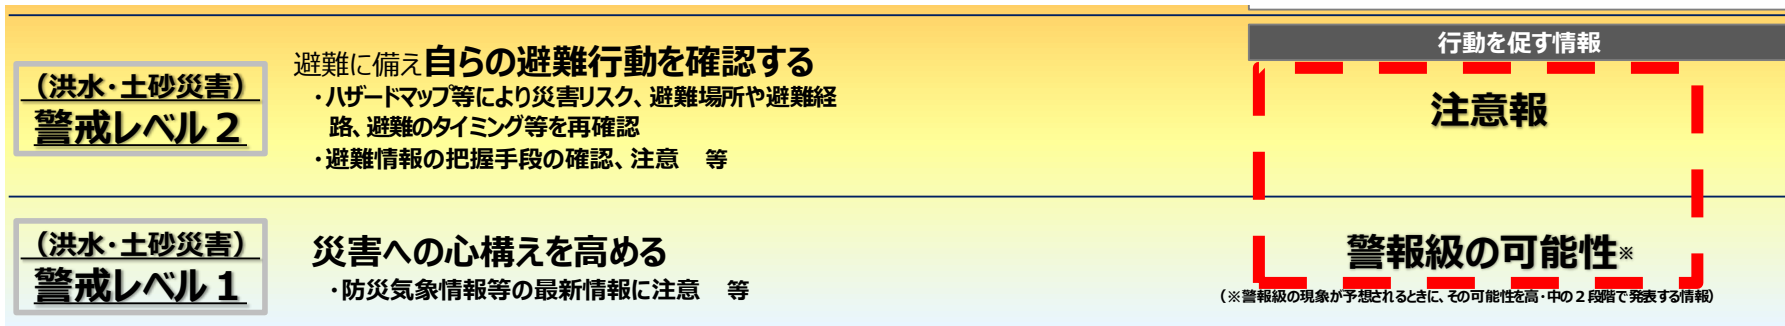 行動を促す情報
(洪水・土砂災害)
警戒レベル2
避難に備え自らの避難行動を確認する
・ハザードマップ等により災害リスク、避難場所や避難経
路、避難のタイミング等を再確認
・避難情報の把握手段の確認、注意　等
注意報
(洪水・土砂災害)
警戒レベル1
災害への心構えを高める
・防災気象情報等の最新情報に注意　等
警報級の可能性※
(※警報級の現象が予想されるときに、その可能性を高・中の2段階で発表する情報)